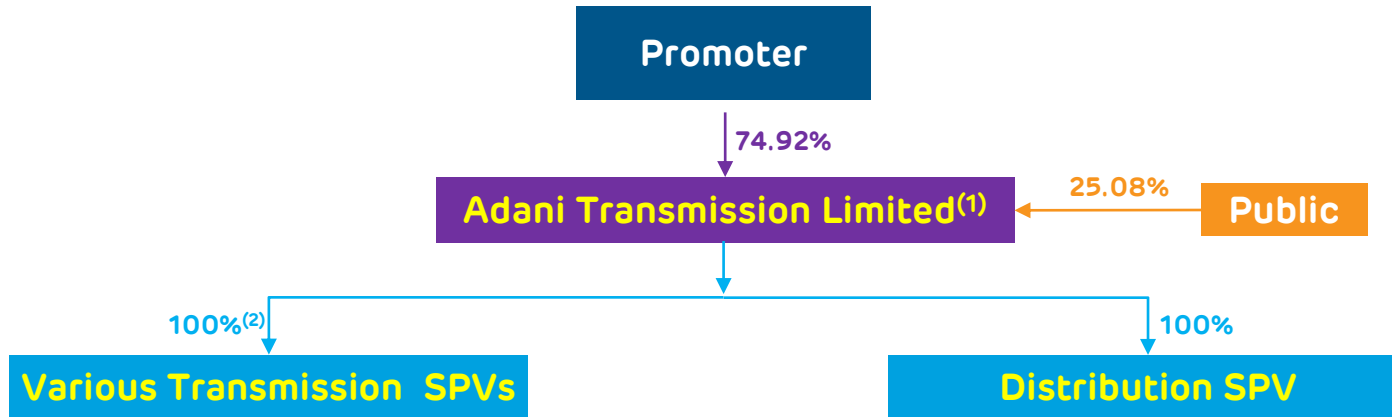 Promoter
74.92%
Adani Transmission Limited(1)
25.08%
Public
100%(2)
100%
Various Transmission SPVs
Distribution SPV